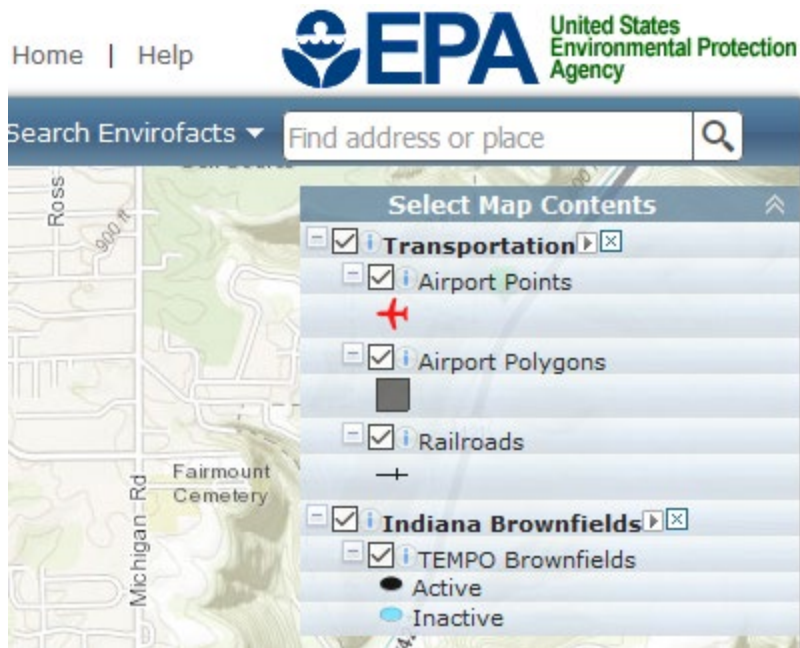 Home | Help
EPA
United States
Environmental Protection
Agency
Search Envirofacts
Find address or place
Select Map Contents
Ross
900 ft
Transportation
Airport Points
Airport Polygons
Railroads
Fairmount
Cemetery
Michigan Rd
Indiana Brownfields
TEMPO Brownfields
Active
Inactive